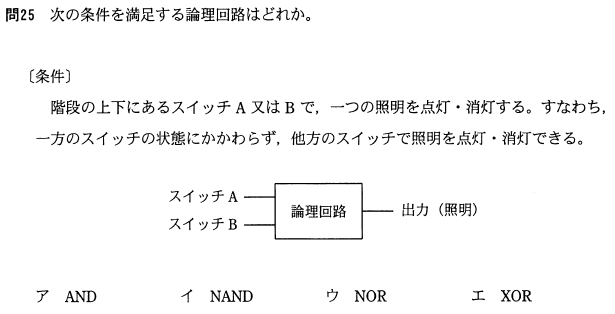 問25 次の条件を満足する論理回路はどれか。
〔条件〕
階段の上下にあるスイッチ A 又は B で，一つの照明を点灯・消灯する。すなわち，
一方のスイッチの状態にかかわらず，他方のスイッチで照明を点灯・消灯できる。
スイッチ A
スイッチ B
論理回路
出力（照明）
ア AND イ NAND ウ NOR エ XOR